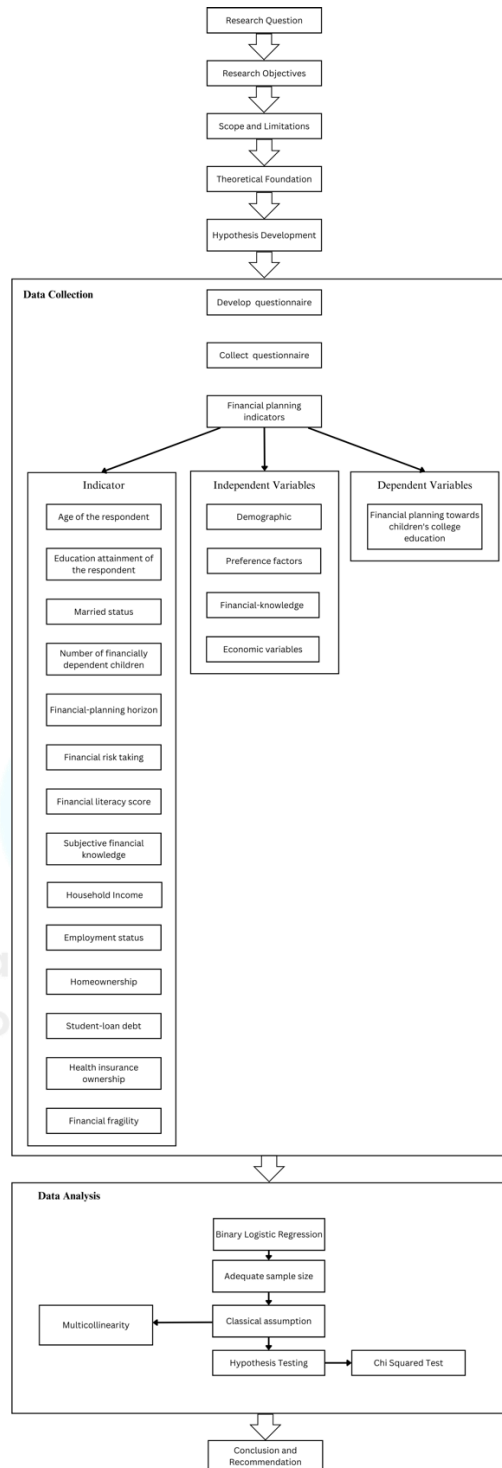 Research Question
Research Objectives
Scope and Limitations
Theoretical Foundation
Hypothesis Development
Data Collection
Develop questionnaire
Collect questionnaire
Financial planning
indicators
Indicator
Age of the respondent
Education attainment
of the respondent
Married status
Number of financially
dependent children
Financial-planning horizon
Financial risk taking
Financial literacy score
Subjective financial
knowledge
Household Income
Employment status
Homeownership
Student-loan debt
Health insurance
ownership
Financial fragility
Independent Variables
Demographic
Preference factors
Financial-knowledge
Economic variables
Dependent Variables
Financial planning towards
children's college
education
Data Analysis
Binary Logistic Regression
Adequate sample size
Multicollinearity
Classical assumption
Hypothesis Testing
Chi Squared Test
Conclusion and
Recommendation